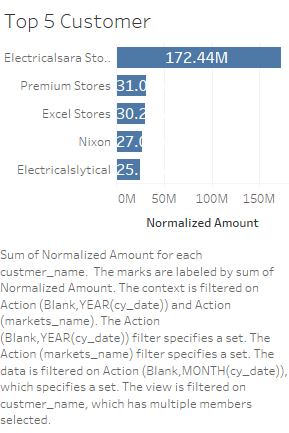 Top 5 Customer
Electricalsara Sto.. 172.44M
Premium Stores 31.0
Excel Stores 30.2
Nixon 27.0
Electricalslytical 25.
0M 50M 100M 150M
Normalized Amount
Sum of Normalized Amount for each
custmer_name.  The marks are labeled by sum of
Normalized Amount. The context is filtered on
Action (Blank,YEAR(cy_date)) and Action
(markets_name). The Action
(Blank,YEAR(cy_date)) filter specifies a set. The
Action (markets_name) filter specifies a set. The
data is filtered on Action (Blank,MONTH(cy_date)),
which specifies a set. The view is filtered on
custmer_name, which has multiple members
selected.